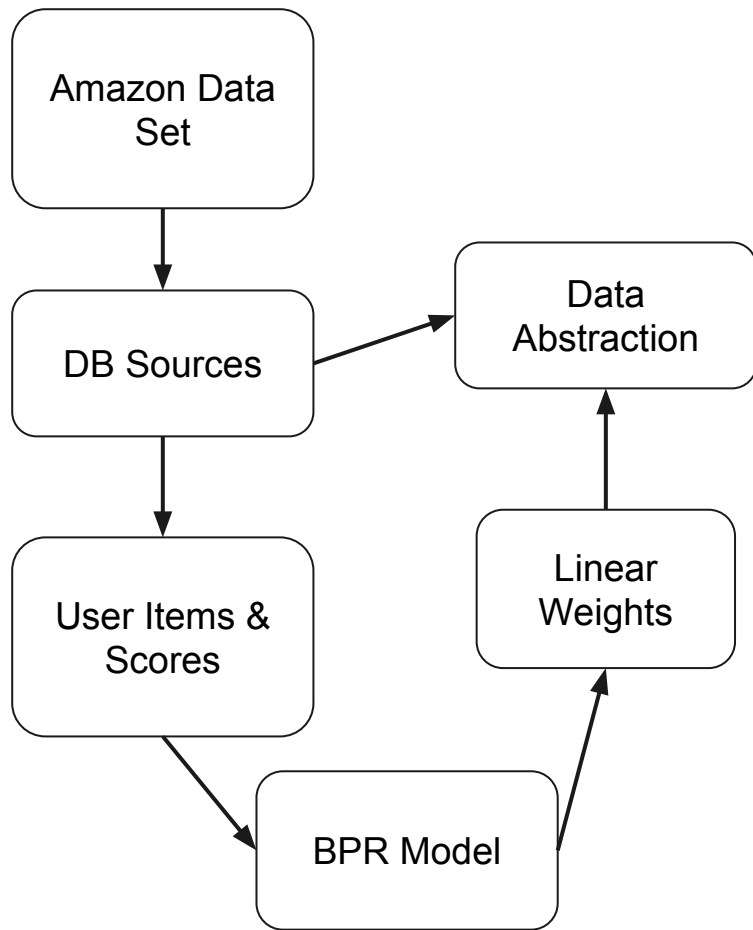 Amazon Data
Set
DB Sources
Data
Abstraction
User Items &
Scores
Linear
Weights
BPR Model